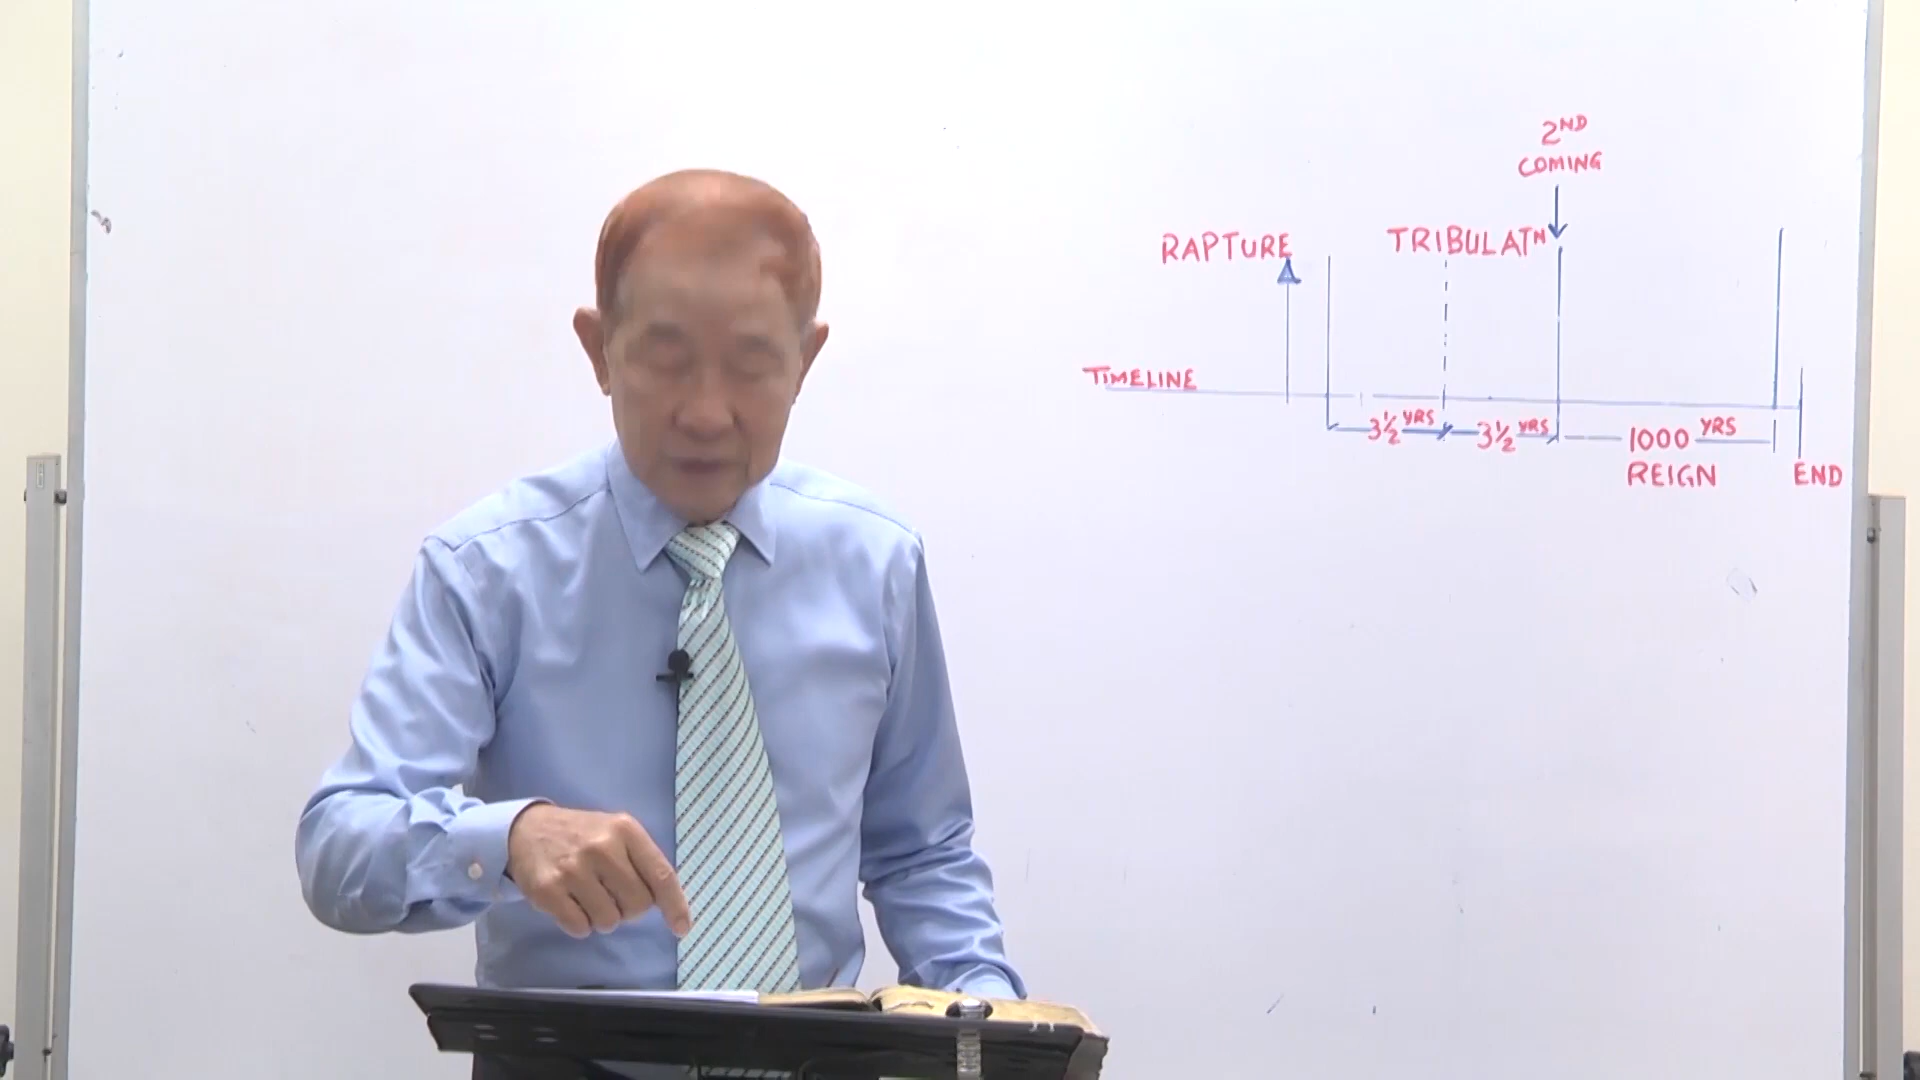 2ND
COMING
RAPTURE TRIBULATN
TIMELINE
3½ YRS 3½ YRS 1000 YRS
REIGN END